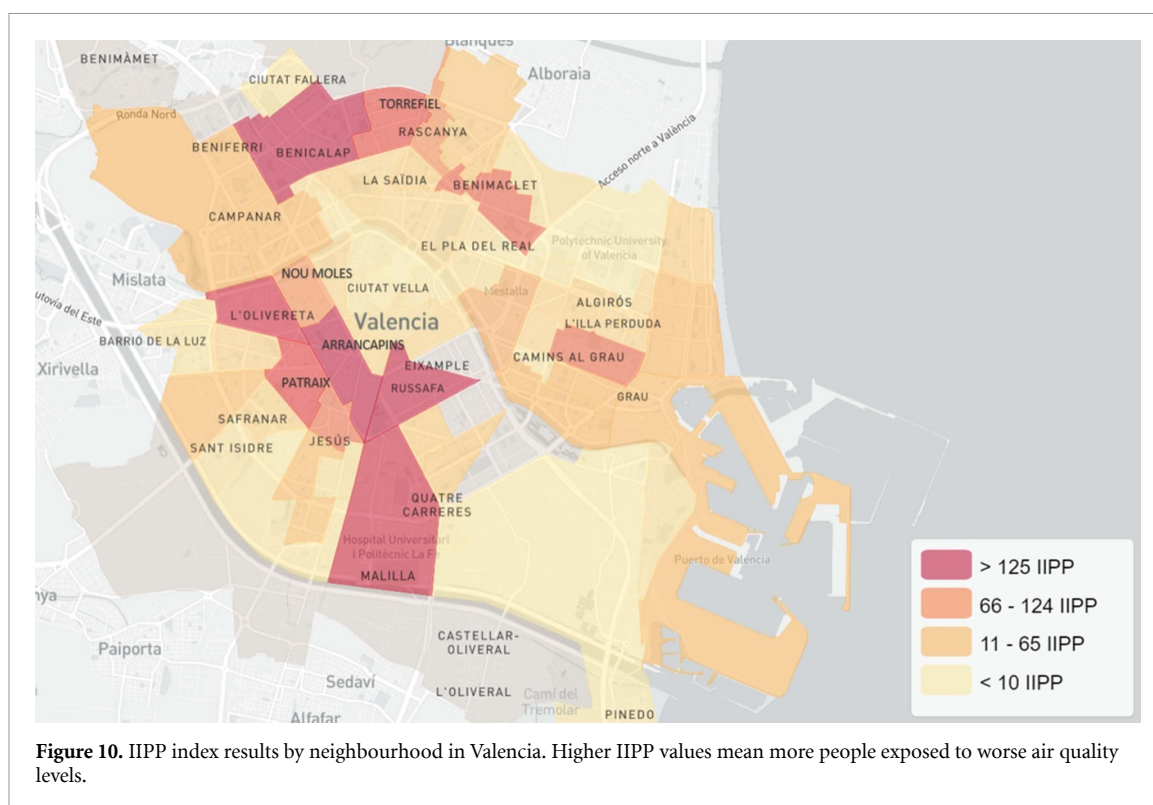 Blanques
BENIMÀMET
CIUTAT FALLERA
Alboraia
TORREFIEL
Ronda Nord
RASCANYA
Acceso norte a València
BENIFERRI
BENICALAP
LA SAÏDIA
BENIMACLET
CAMPANAR
EL PLA DEL REAL
Polytechnic University
of Valencia
NOU MOLES
Mislata
CIUTAT VELLA
Mestalla
utovía del Este
ALGIRÓS
L'OLIVERETA
Valencia
L'ILLA PERDUDA
BARRIO DE LA LUZ
ARRANCAPINS
CAMINS AL GRAU
Xirivella
EIXAMPLE
PATRAIX
RUSSAFA
GRAU
SAFRANAR
JESÚS
SANT ISIDRE
QUATRE
CARRERES
Hospital Universitari
i Politècnic La Fe
Puerto de Valencia
MALILLA
nya
CASTELLAR-
OLIVERAL
Paiporta
Sedaví
L'OLIVERAL
Camí del
Tremolar
Alfafar
PINEDO
> 125 IIPP
66 - 124 IIPP
11 - 65 IIPP
< 10 IIPP
Figure 10. IIPP index results by neighbourhood in Valencia. Higher IIPP values mean more people exposed to worse air quality
levels.